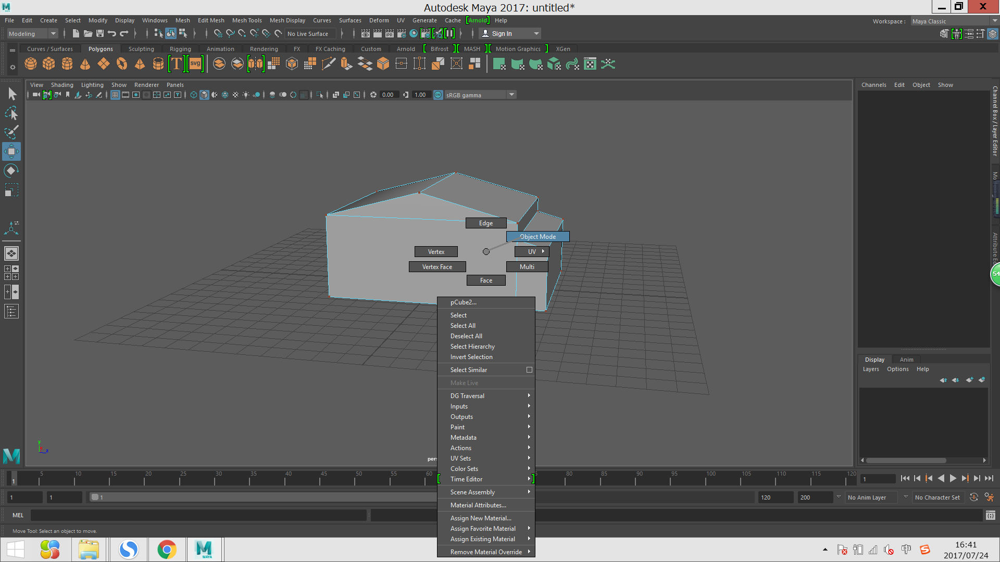 Autodesk Maya 2017: untitled*
File Edit Create Select Modify Display Windows Mesh Edit Mesh Mesh Tools Mesh Display Curves Surfaces Deform UV Generate Cache Arnold Help
Workspace : Maya Classic
Modeling No Live Surface Sign In
Curves / Surfaces Polygons Sculpting Rigging Animation Rendering FX FX Caching Custom Arnold Bifrost MASH Motion Graphics XGen
T svg
View Shading Lighting Show Renderer Panels
0.00 1.00 ON sRGB gamma
Channels Edit Object Show
Channel Box / Layer Editor
Attribute E
54
Edge
Object Mode
Vertex
UV
Vertex Face
Multi
Face
pCube2...
Select
Select All
Deselect All
Select Hierarchy
Invert Selection
Select Similar
Make Live
DG Traversal
Inputs
Outputs
Paint
Metadata
Actions
UV Sets
Color Sets
Time Editor
Scene Assembly
Material Attributes...
Assign New Material...
Assign Favorite Material
Assign Existing Material
Remove Material Override
Display Anim
Layers Options Help
y
z
pers
1 5 10 15 20 25 30 35 40 45 50 55 60 80 85 90 95 100 105 110 115 120 1
1 1 1 120 200 No Anim Layer No Character Set
MEL
Move Tool: Select an object to move.
MAYA
中
16:41
2017/07/24